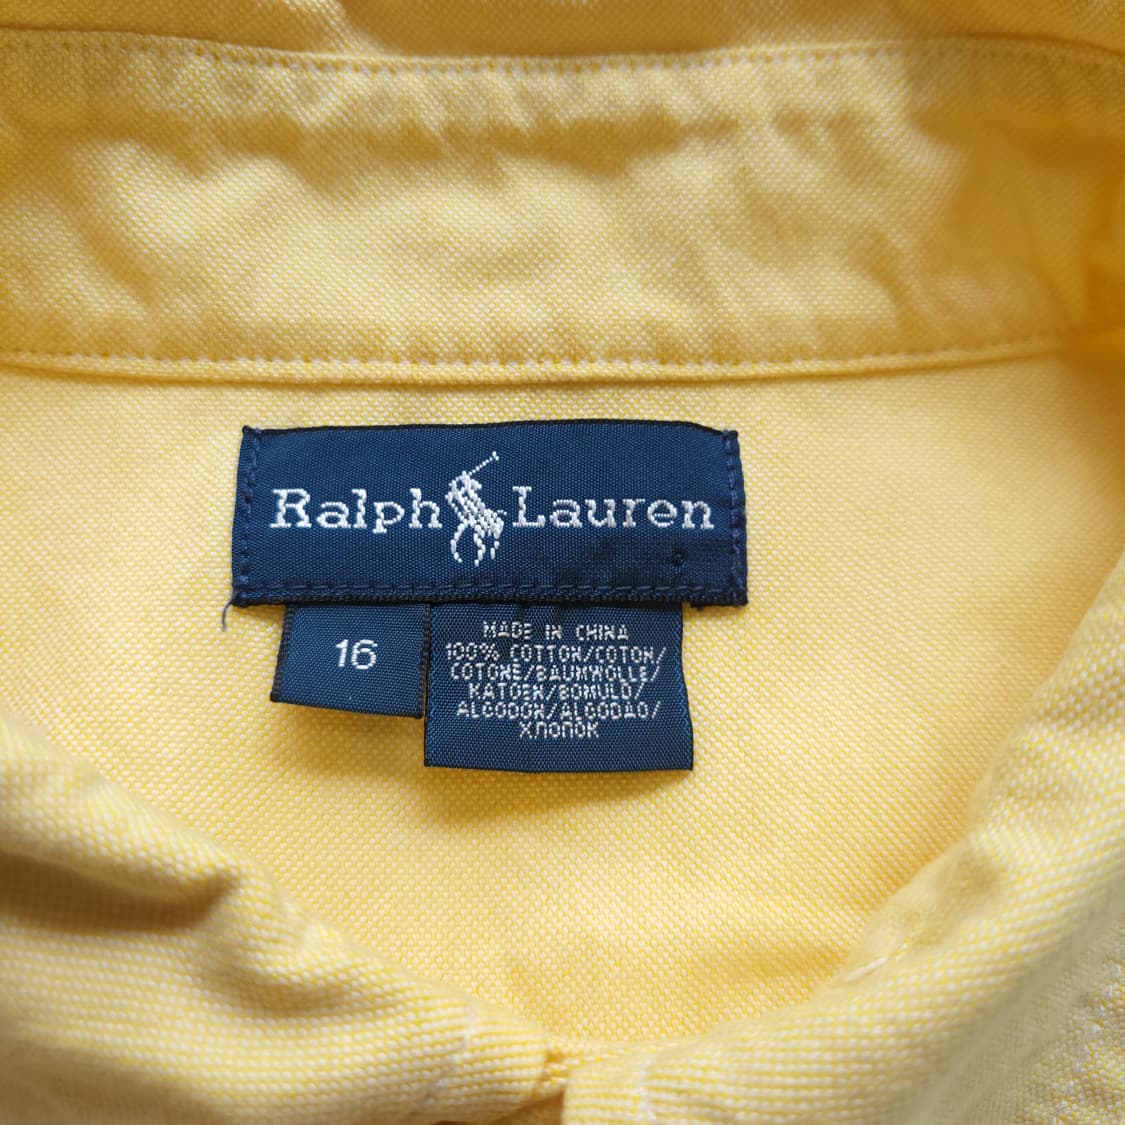 Ralph Lauren
16
MADE IN CHINA
100% COTTON/COTON/
COTONE/BAUMWOLLE/
KATOEN/BOMULD/
ALGODON/ALGODAO/
ХЛОПОК